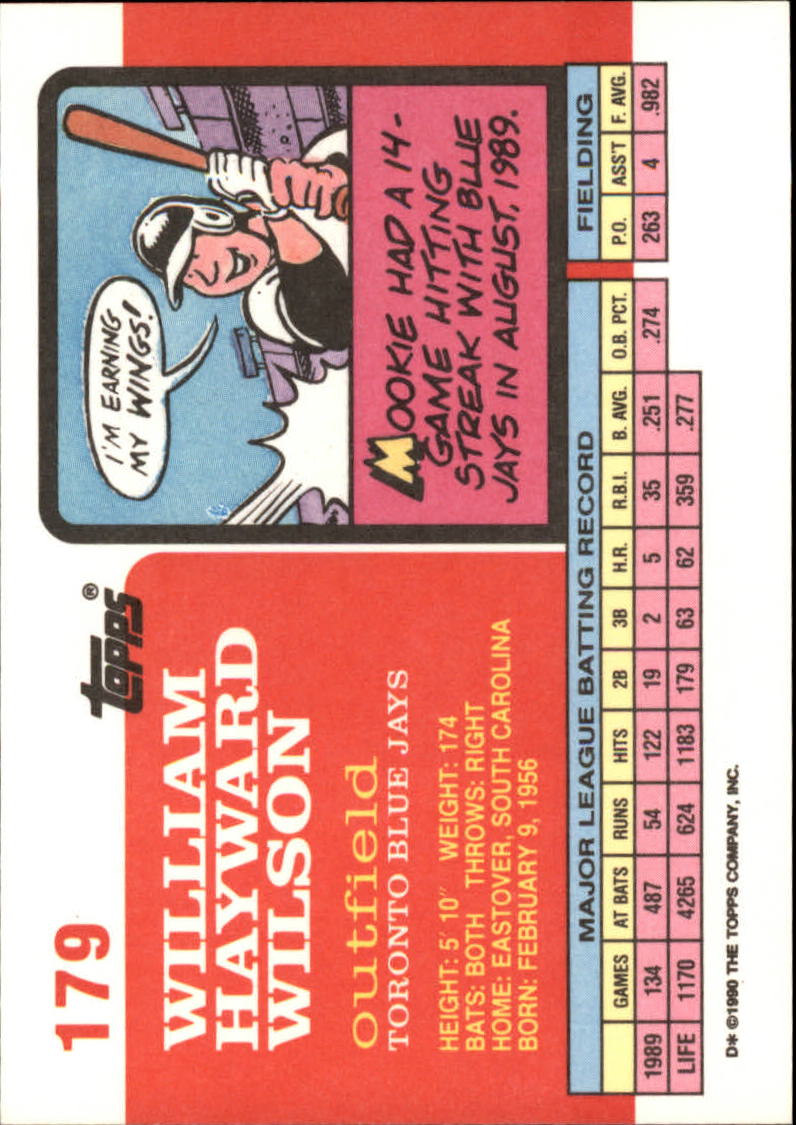 179
topps®
WILLIAM
HAYWARD
WILSON
outfield
TORONTO BLUE JAYS
HEIGHT: 5' 10" WEIGHT: 174
BATS: BOTH THROWS: RIGHT
HOME: EASTOVER, SOUTH CAROLINA
BORN: FEBRUARY 9, 1956
I'M EARNING
MY WINGS!
MOOKIE HAD A 14-
GAME HITTING
STREAK WITH BLUE
JAYS IN AUGUST, 1989.
MAJOR LEAGUE BATTING RECORD FIELDING
GAMES AT BATS RUNS HITS 2B 3B H.R. R.B.I. B. AVG. O.B. PCT. P.O. ASS'T F. AVG.
1989 134 487 54 122 19 2 5 35 .251 .274 263 4 .982
LIFE 1170 4265 624 1183 179 63 62 359 .277
D* ©1990 THE TOPPS COMPANY, INC.